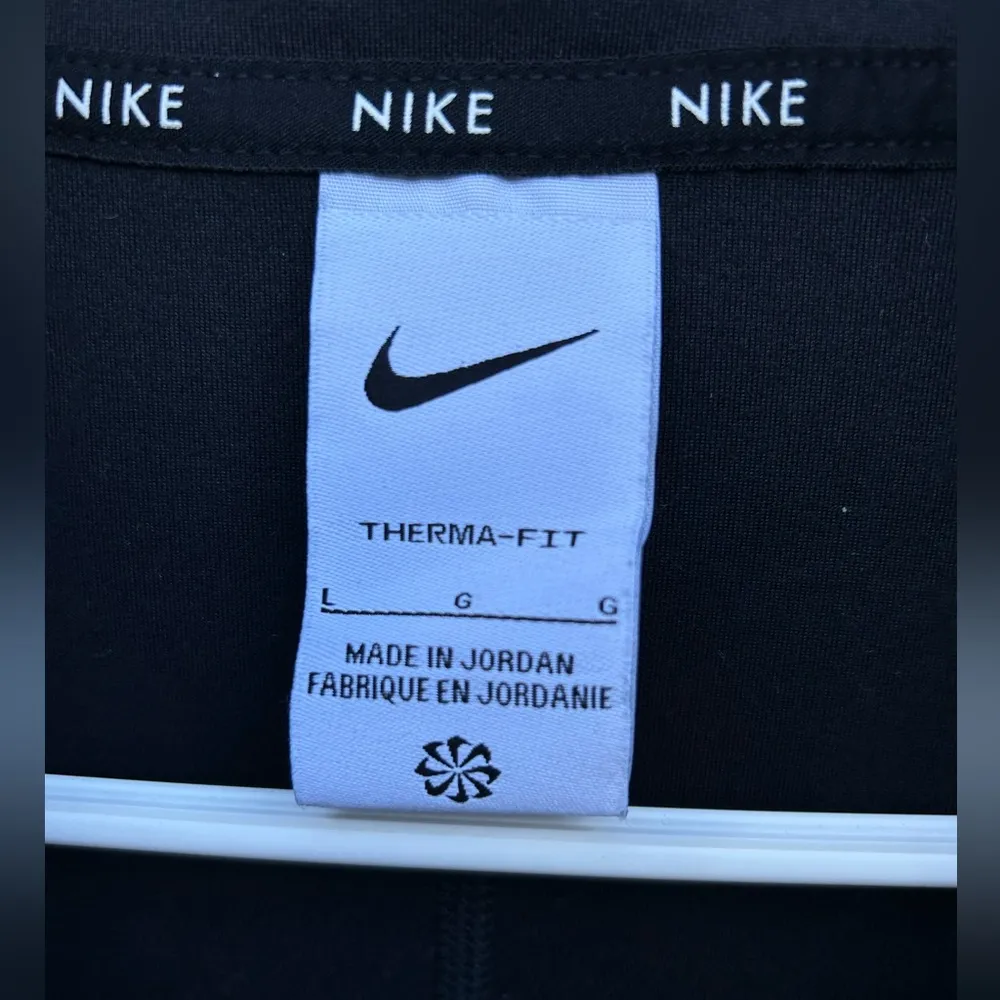 NIKE NIKE NIKE
THERMA-FIT
L G G
MADE IN JORDAN
FABRIQUE EN JORDANIE